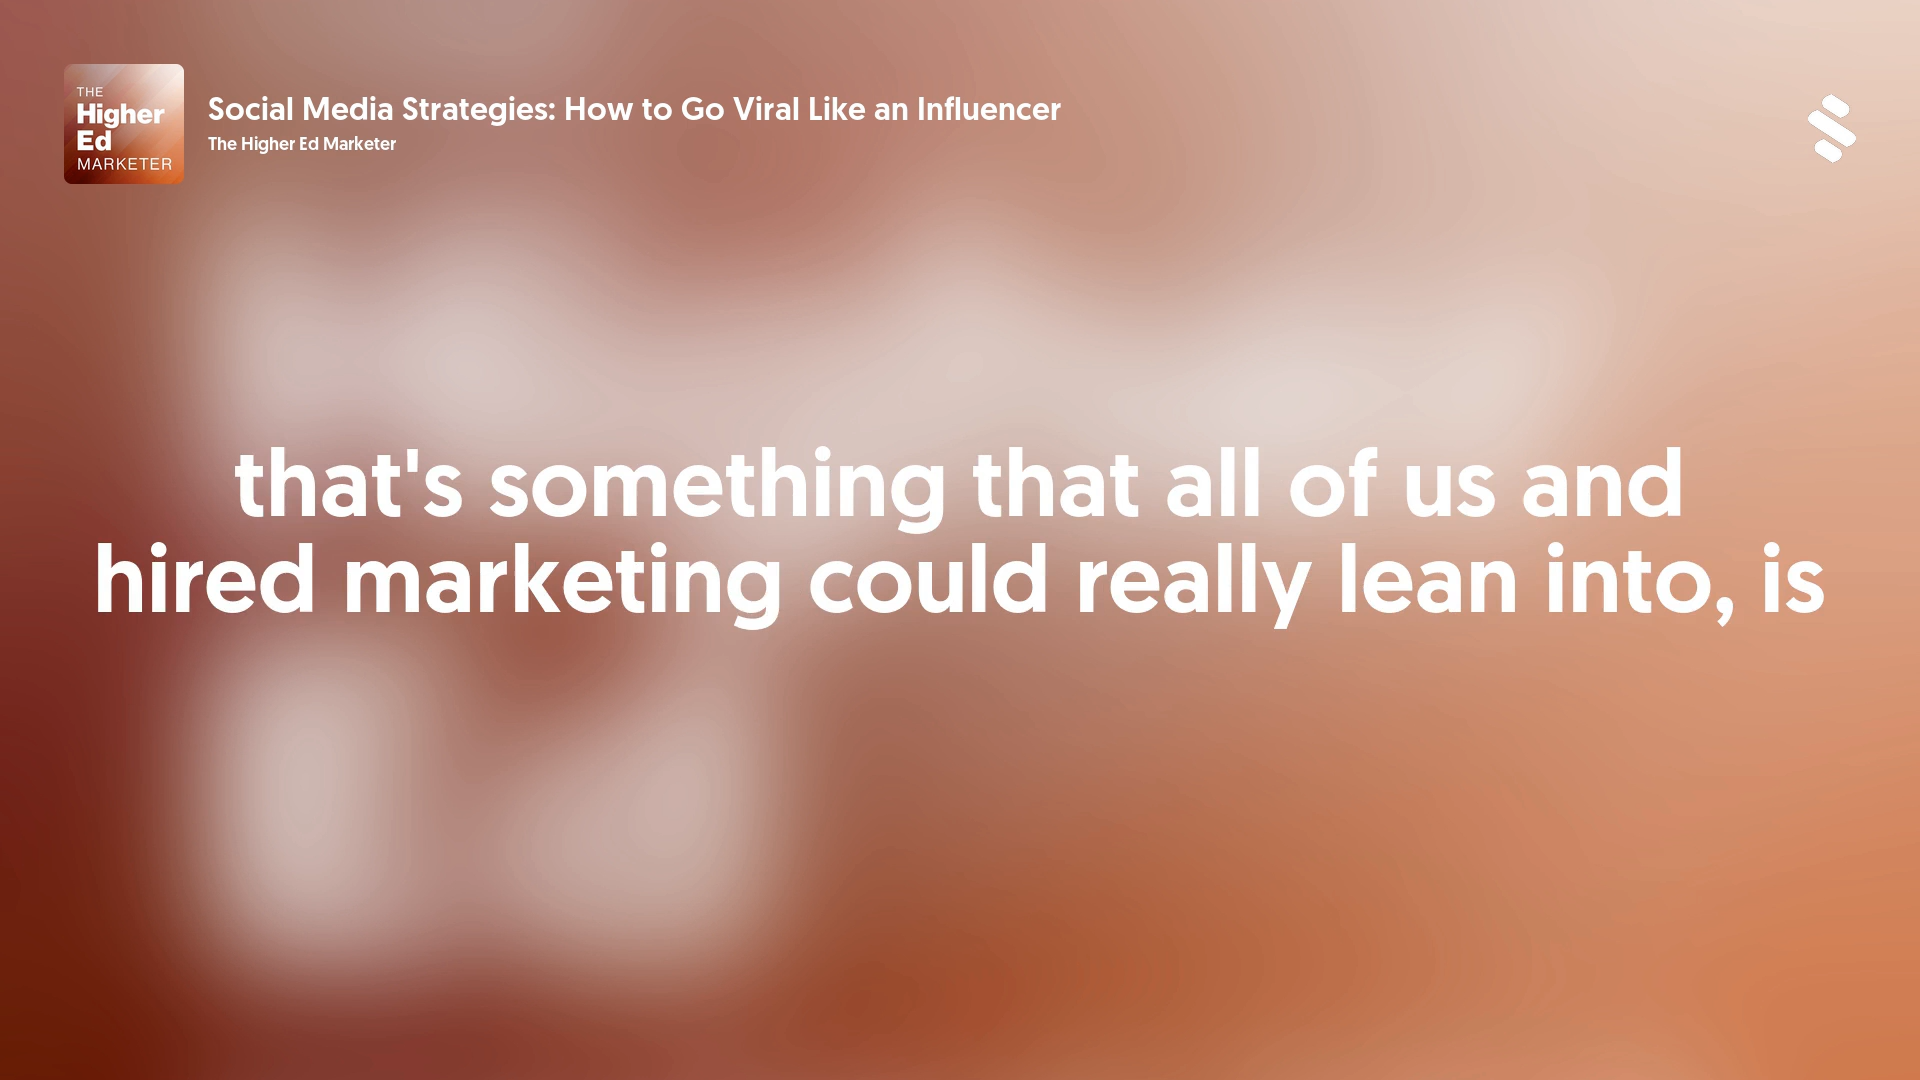 THE
Higher
Ed
MARKETER
Social Media Strategies: How to Go Viral Like an Influencer
The Higher Ed Marketer
that's something that all of us and
hired marketing could really lean into, is